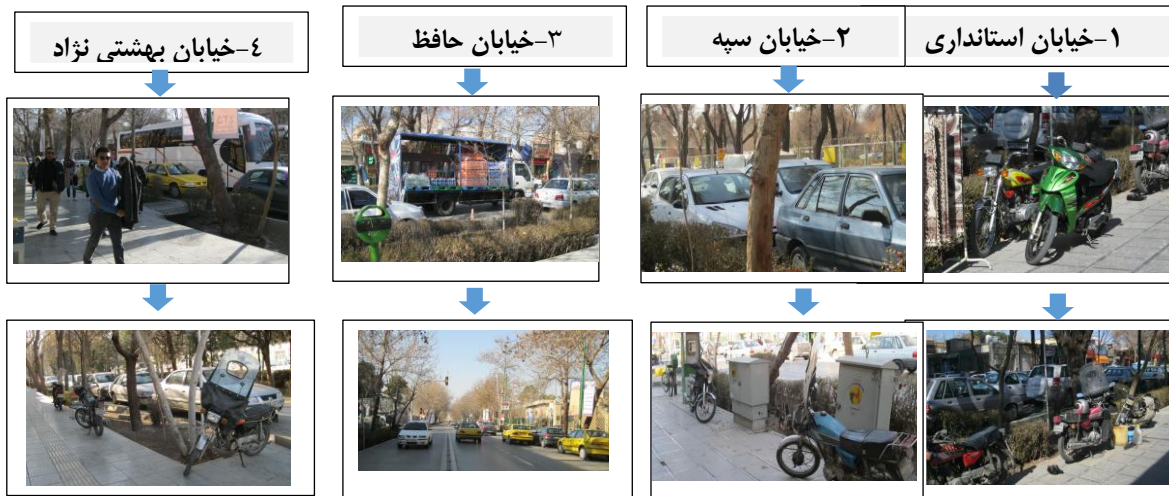 ۱-خیابان استانداری
۲-خیابان سپه
۳-خیابان حافظ
٤-خیابان بهشتی نژاد